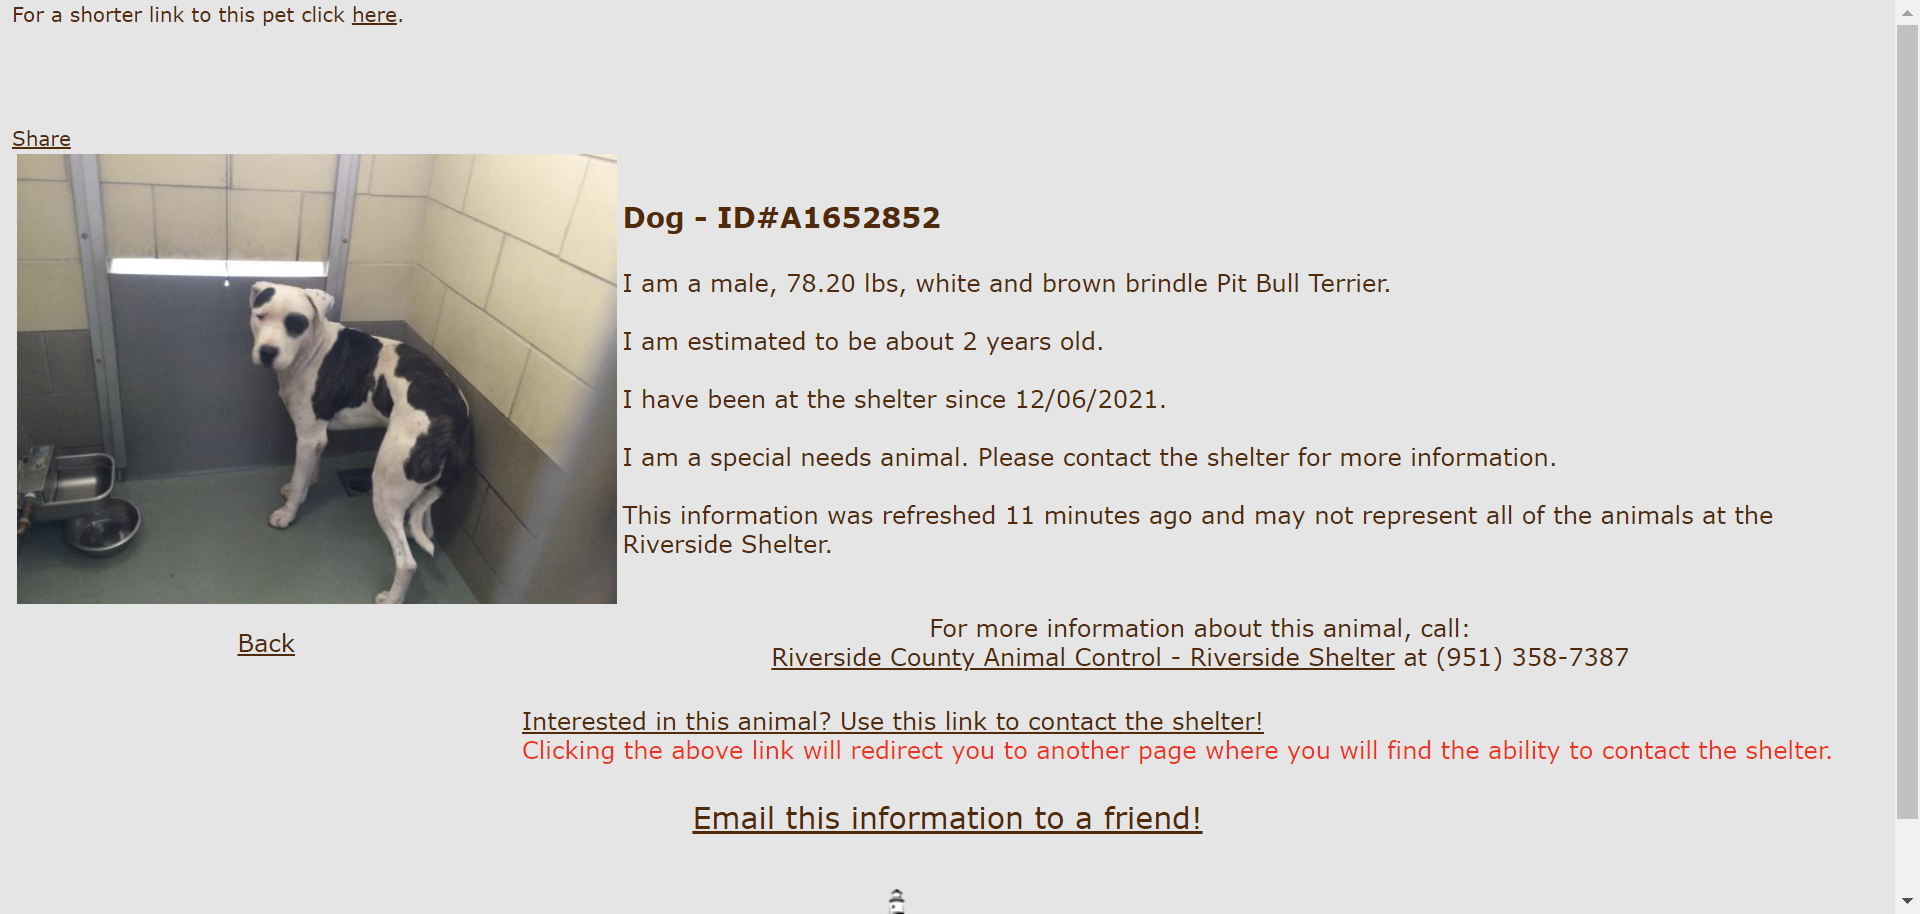 For a shorter link to this pet click here.
Share
Dog - ID#A1652852
I am a male, 78.20 lbs, white and brown brindle Pit Bull Terrier.
I am estimated to be about 2 years old.
I have been at the shelter since 12/06/2021.
I am a special needs animal. Please contact the shelter for more information.
This information was refreshed 11 minutes ago and may not represent all of the animals at the
Riverside Shelter.
Back
For more information about this animal, call:
Riverside County Animal Control - Riverside Shelter at (951) 358-7387
Interested in this animal? Use this link to contact the shelter!
Clicking the above link will redirect you to another page where you will find the ability to contact the shelter.
Email this information to a friend!